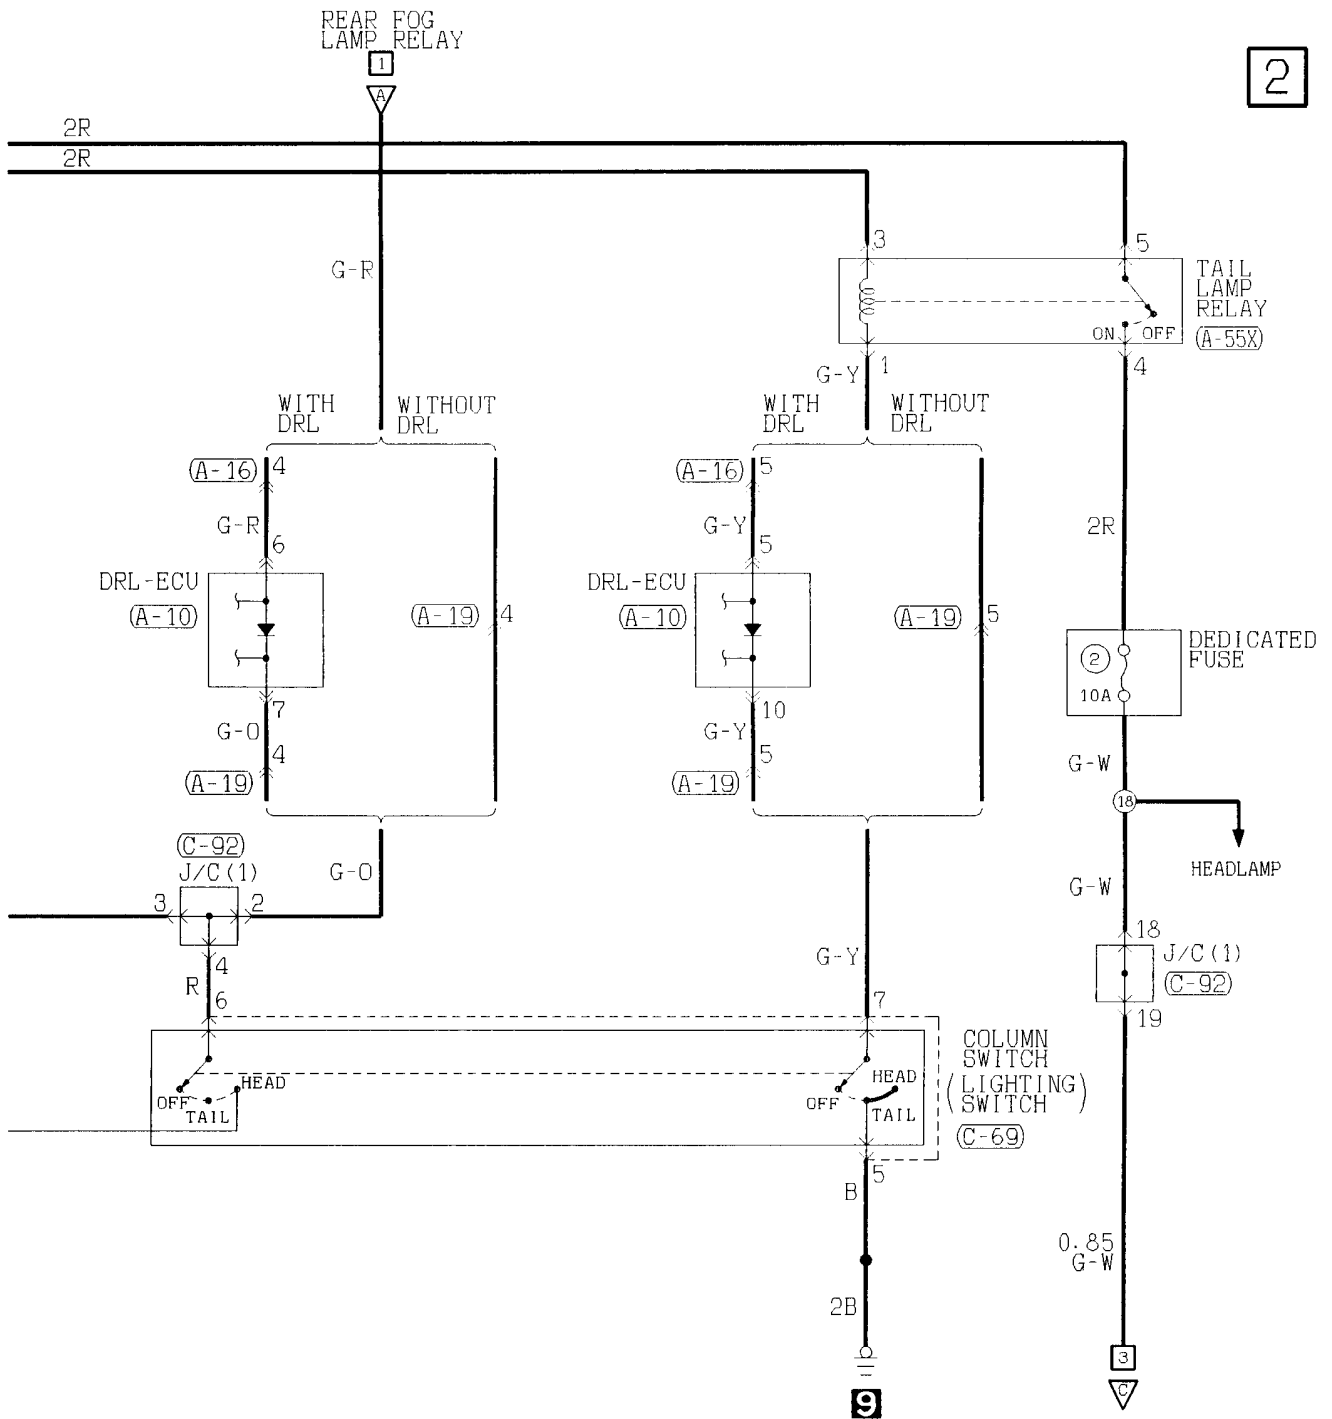 REAR FOG
LAMP RELAY
1
A
2
2R
2R
G-R
3
5
TAIL
LAMP
RELAY
(A-55X)
ON
OFF
G-Y
1
4
WITH
DRL
WITHOUT
DRL
WITH
DRL
WITHOUT
DRL
(A-16)
4
(A-16)
5
G-R
G-Y
2R
6
5
DRL-ECU
(A-10)
(A-19)
4
DRL-ECU
(A-10)
(A-19)
5
DEDICATED
FUSE
2
10A
7
10
G-O
G-Y
G-W
4
5
(A-19)
(A-19)
18
HEADLAMP
(C-92)
J/C(1)
G-O
G-W
3
2
18
J/C(1)
(C-92)
19
4
R
6
G-Y
7
COLUMN
SWITCH
(LIGHTING
SWITCH)
(C-69)
HEAD
OFF
TAIL
HEAD
OFF
TAIL
5
B
0.85
G-W
2B
3
C
9